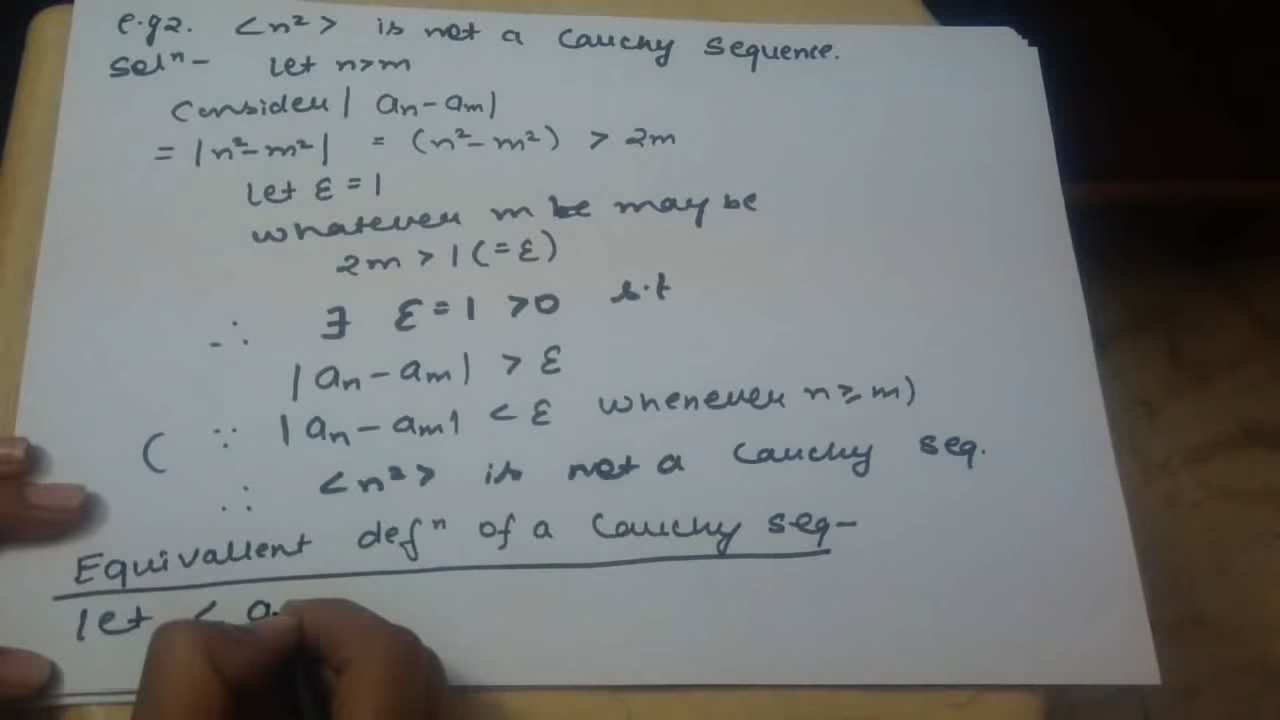 e.g 2. <n²> is not a Cauchy sequence.
Solⁿ- let n>m
Consider | an-am|
= |n²-m²| = (n²-m²) > 2m
let ε = 1
whatever m be may be
2m > 1 (=ε)
∴ ∃ ε = 1 >0 s.t
|an-am| > ε
( ∵ |an-am| < ε whenever n≥m)
∴ <n²> is not a Cauchy seq.
Equivallent defⁿ of a Cauchy seq-
let < a